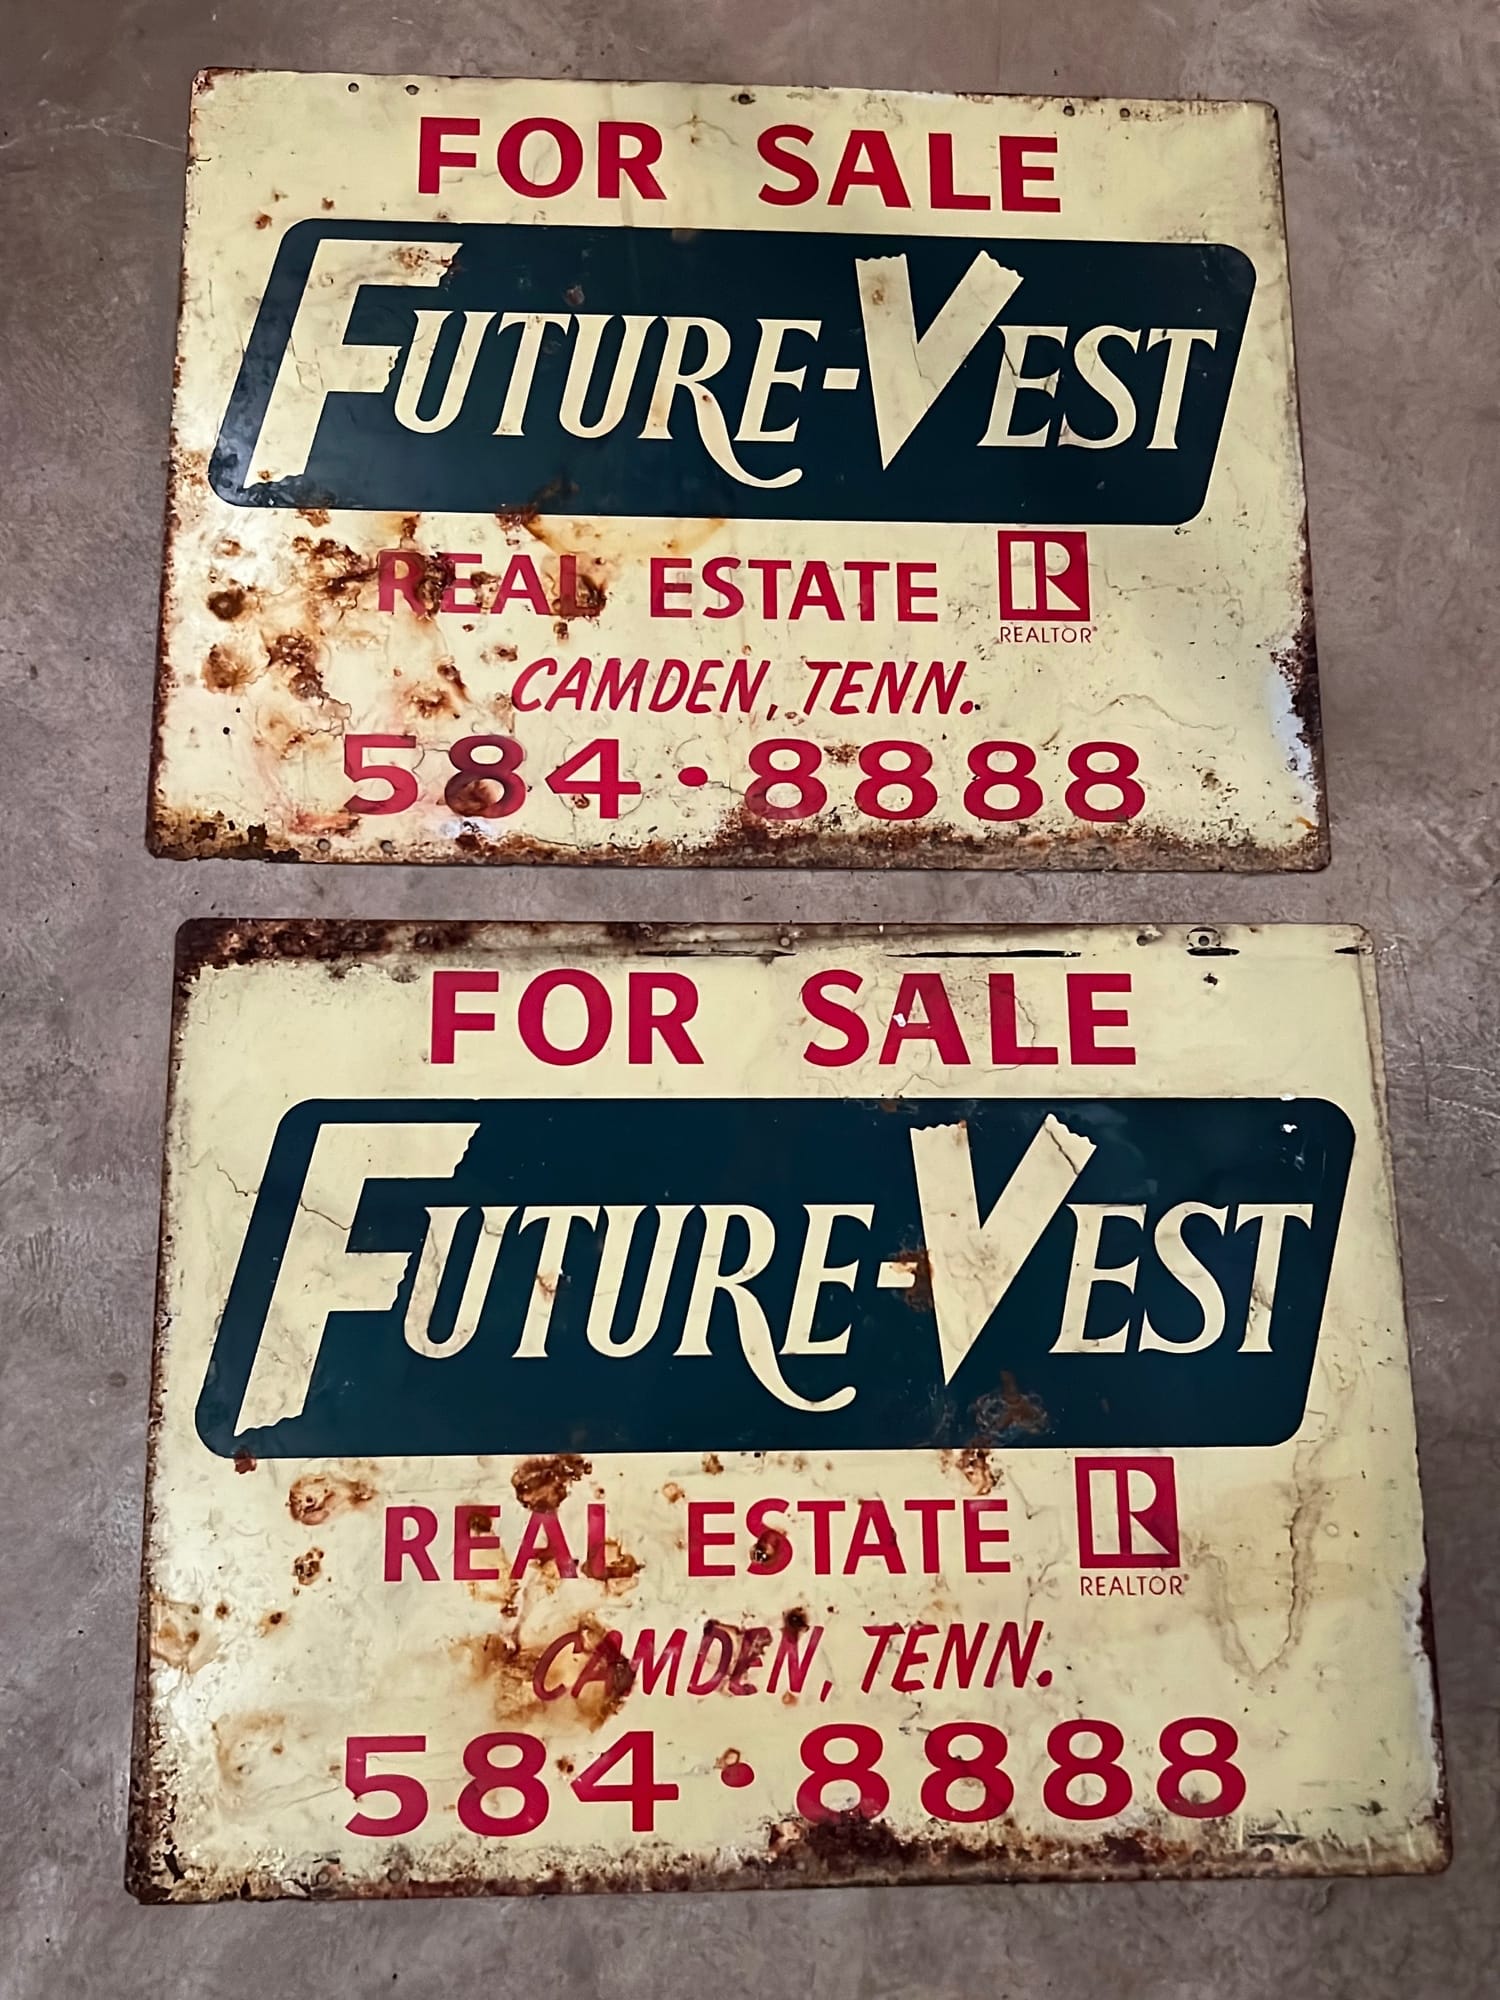 FOR SALE
FUTURE-VEST
REAL ESTATE R
REALTOR®
CAMDEN, TENN.
584•8888
FOR SALE
FUTURE-VEST
REAL ESTATE R
REALTOR®
CAMDEN, TENN.
584•8888